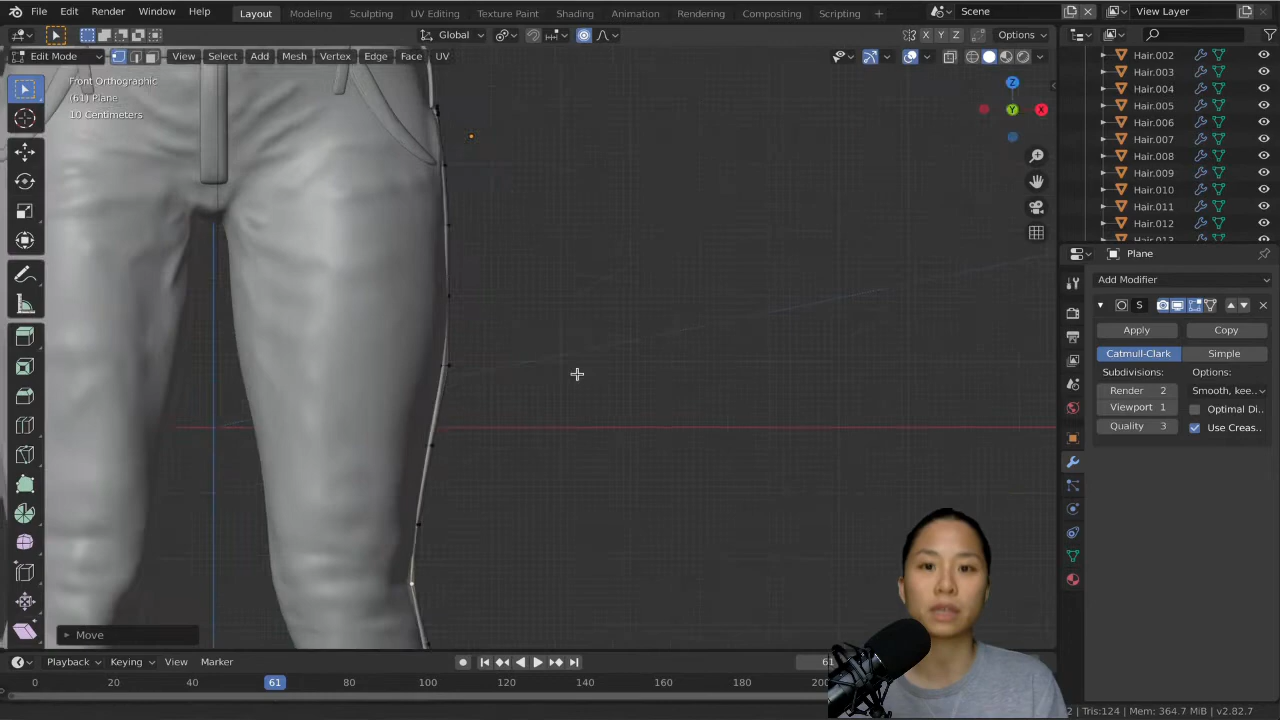 File Edit Render Window Help Layout Modeling Sculpting UV Editing Texture Paint Shading Animation Rendering Compositing Scripting + Scene View Layer
Global Options
Edit Mode View Select Add Mesh Vertex Edge Face UV X Y Z
Front Orthographic
(61) Plane
10 Centimeters
Z
Y
X
Hair.002
Hair.003
Hair.004
Hair.005
Hair.006
Hair.007
Hair.008
Hair.009
Hair.010
Hair.011
Hair.012
Plane
Add Modifier
S
Apply Copy
Catmull-Clark Simple
Subdivisions: Options:
Render 2 Smooth, kee..
Viewport 1 Optimal Di..
Quality 3 Use Creas..
Move
Playback Keying View Marker 61
0 20 40 61 80 100 120 140 160 180 20
2 | Tris:124 | Mem: 364.7 MiB | v2.82.7